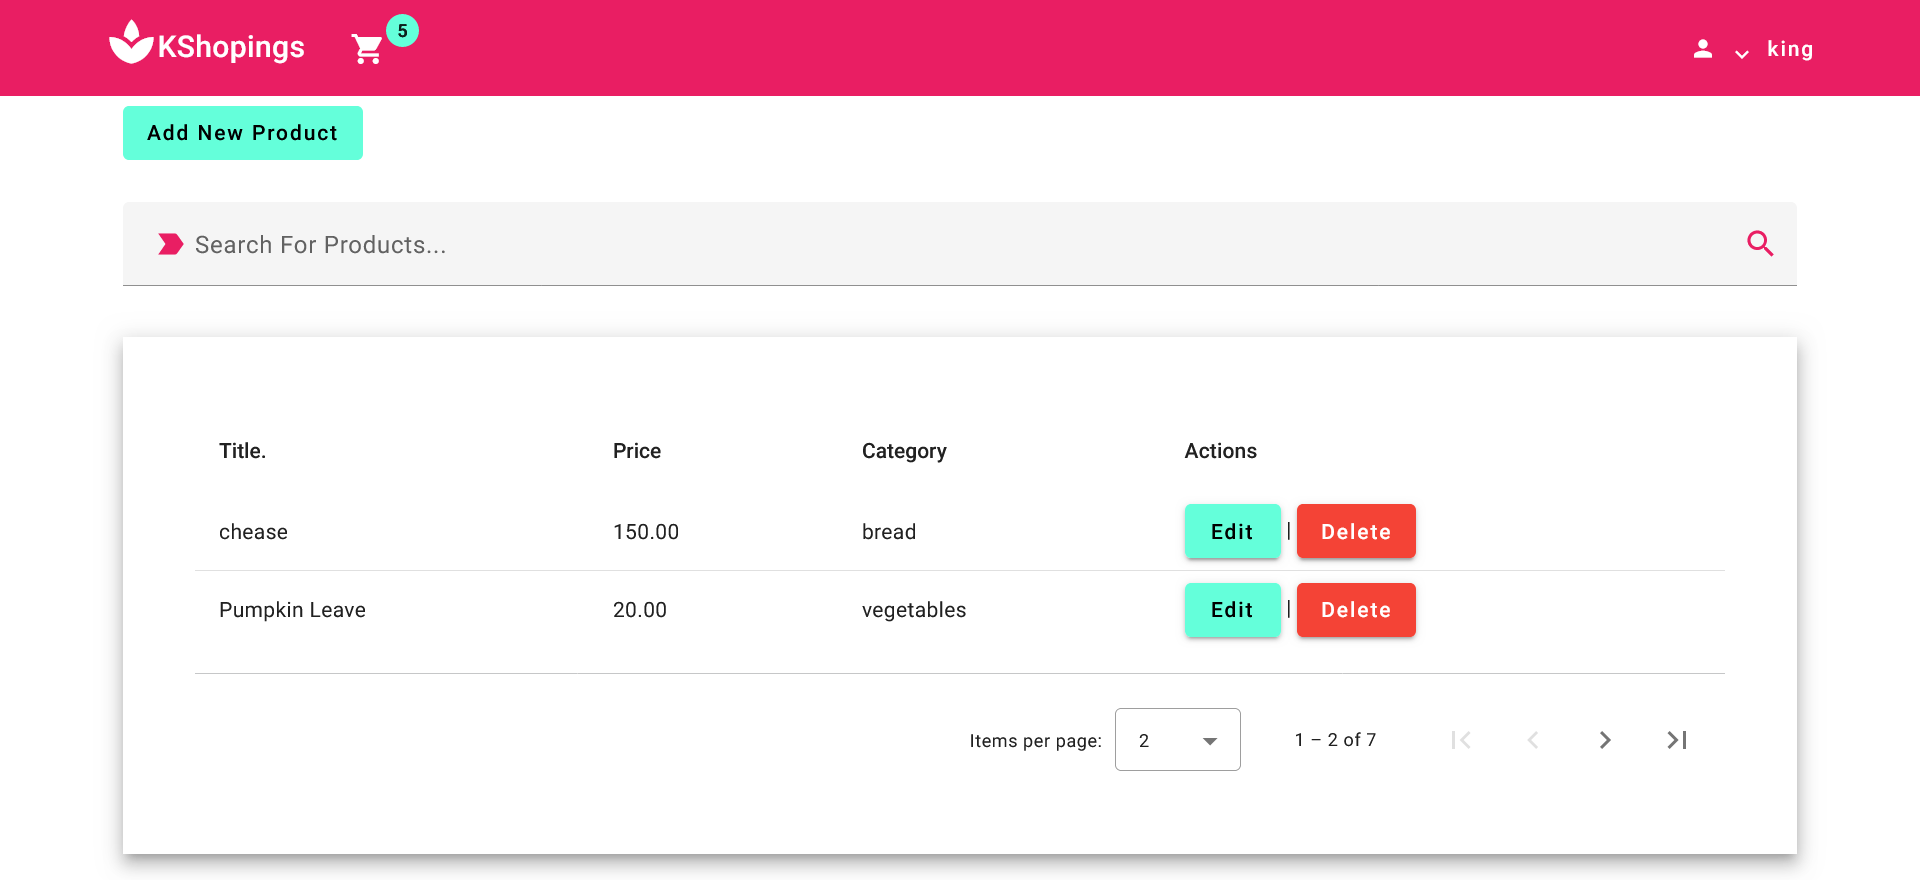 KShopings 5 king
Add New Product
Search For Products...
Title. Price Category Actions
chease 150.00 bread Edit | Delete
Pumpkin Leave 20.00 vegetables Edit | Delete
Items per page: 2 1 – 2 of 7